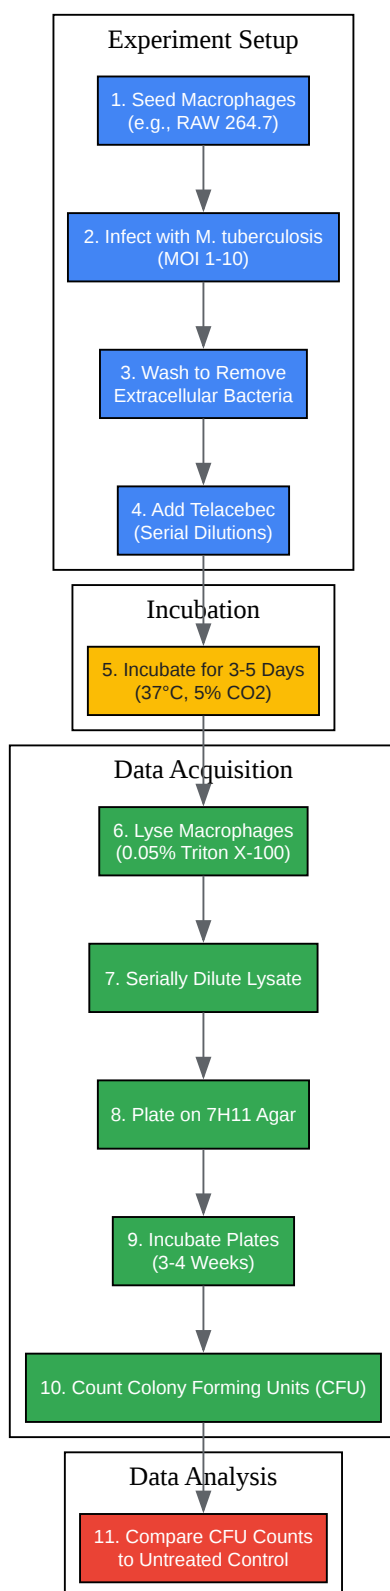 Experiment Setup
1. Seed Macrophages
(e.g., RAW 264.7)
2. Infect with M. tuberculosis
(MOI 1-10)
3. Wash to Remove
Extracellular Bacteria
4. Add Telacebec
(Serial Dilutions)
Incubation
5. Incubate for 3-5 Days
(37°C, 5% CO2)
Data Acquisition
6. Lyse Macrophages
(0.05% Triton X-100)
7. Serially Dilute Lysate
8. Plate on 7H11 Agar
9. Incubate Plates
(3-4 Weeks)
10. Count Colony Forming Units (CFU)
Data Analysis
11. Compare CFU Counts
to Untreated Control